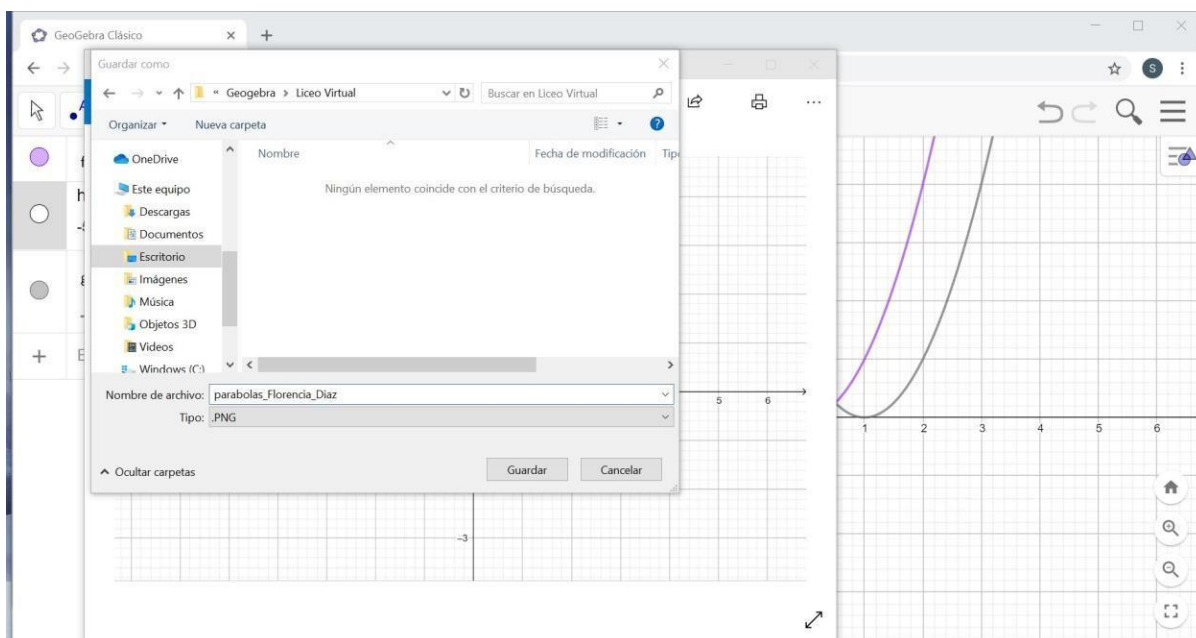 GeoGebra Clásico
Guardar como
« Geogebra > Liceo Virtual
Buscar en Liceo Virtual
Organizar
Nueva carpeta
OneDrive
Este equipo
Descargas
Documentos
Escritorio
Imágenes
Música
Objetos 3D
Videos
Windows (C:)
Nombre
Fecha de modificación
Ningún elemento coincide con el criterio de búsqueda.
Nombre de archivo: parabolas_Florencia_Diaz
Tipo: .PNG
Ocultar carpetas
Guardar
Cancelar
S
5 6
-3
1 2 3 4 5 6